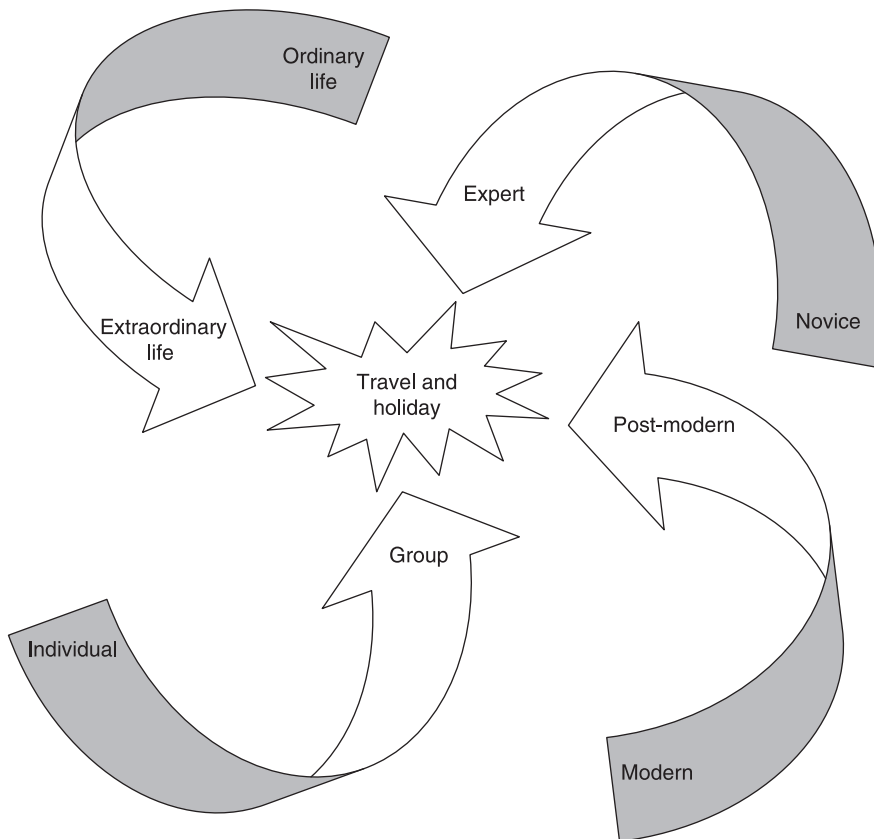 Ordinary
life
Expert
Novice
Extraordinary
life
Travel and
holiday
Post-modern
Group
Individual
Modern